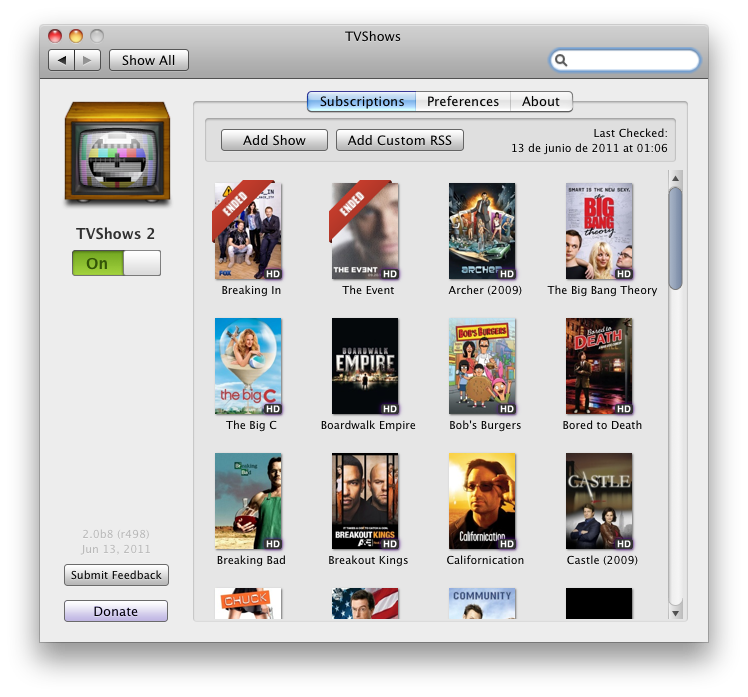 TVShows
Show All
Subscriptions
Preferences
About
Add Show
Add Custom RSS
Last Checked:
13 de junio de 2011 at 01:06
TVShows 2
On
ENDED
FOX
HD
Breaking In
ENDED
THE EVENT
HD
The Event
ARCHER
HD
Archer (2009)
SMART IS THE NEW SEXY.
THE BIG BANG theory
HD
The Big Bang Theory
the big C
HD
The Big C
BOARDWALK
EMPIRE
HD
Boardwalk Empire
BOB'S BURGERS
HD
Bob's Burgers
Bored to
DEATH
HD
Bored to Death
Breaking
Bad
HD
Breaking Bad
BREAKOUT KINGS
A&E
HD
Breakout Kings
Californication
HD
Californication
CASTLE
HD
Castle (2009)
CHUCK
COMMUNITY
2.0b8 (r498)
Jun 13, 2011
Submit Feedback
Donate